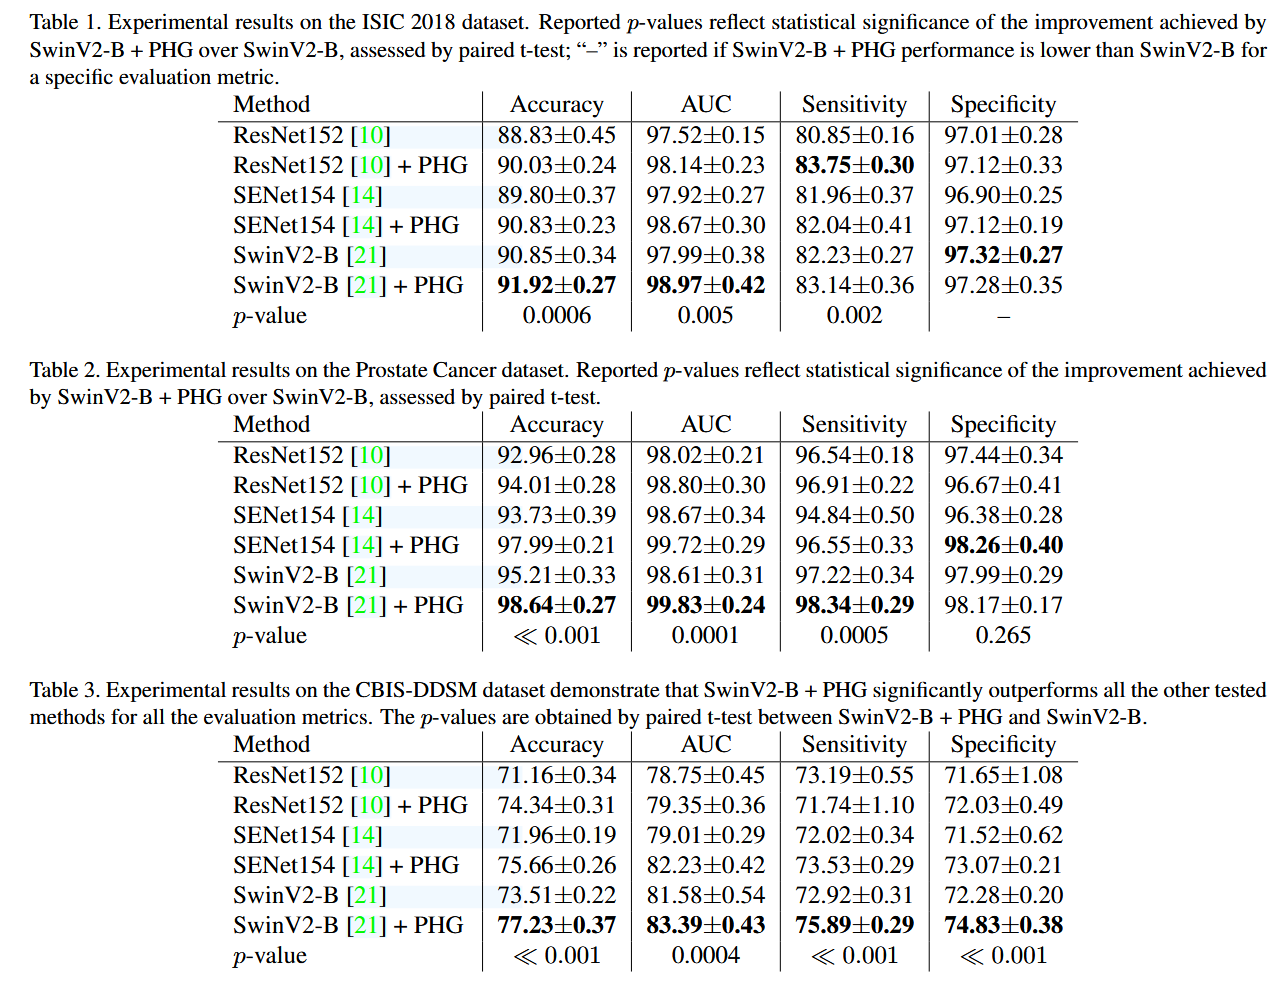 Table 1. Experimental results on the ISIC 2018 dataset. Reported p-values reflect statistical significance of the improvement achieved by
SwinV2-B + PHG over SwinV2-B, assessed by paired t-test; “–” is reported if SwinV2-B + PHG performance is lower than SwinV2-B for
a specific evaluation metric.
Method Accuracy AUC Sensitivity Specificity
ResNet152 [10] 88.83±0.45 97.52±0.15 80.85±0.16 97.01±0.28
ResNet152 [10] + PHG 90.03±0.24 98.14±0.23 83.75±0.30 97.12±0.33
SENet154 [14] 89.80±0.37 97.92±0.27 81.96±0.37 96.90±0.25
SENet154 [14] + PHG 90.83±0.23 98.67±0.30 82.04±0.41 97.12±0.19
SwinV2-B [21] 90.85±0.34 97.99±0.38 82.23±0.27 97.32±0.27
SwinV2-B [21] + PHG 91.92±0.27 98.97±0.42 83.14±0.36 97.28±0.35
p-value 0.0006 0.005 0.002 –
Table 2. Experimental results on the Prostate Cancer dataset. Reported p-values reflect statistical significance of the improvement achieved
by SwinV2-B + PHG over SwinV2-B, assessed by paired t-test.
Method Accuracy AUC Sensitivity Specificity
ResNet152 [10] 92.96±0.28 98.02±0.21 96.54±0.18 97.44±0.34
ResNet152 [10] + PHG 94.01±0.28 98.80±0.30 96.91±0.22 96.67±0.41
SENet154 [14] 93.73±0.39 98.67±0.34 94.84±0.50 96.38±0.28
SENet154 [14] + PHG 97.99±0.21 99.72±0.29 96.55±0.33 98.26±0.40
SwinV2-B [21] 95.21±0.33 98.61±0.31 97.22±0.34 97.99±0.29
SwinV2-B [21] + PHG 98.64±0.27 99.83±0.24 98.34±0.29 98.17±0.17
p-value ≪ 0.001 0.0001 0.0005 0.265
Table 3. Experimental results on the CBIS-DDSM dataset demonstrate that SwinV2-B + PHG significantly outperforms all the other tested
methods for all the evaluation metrics. The p-values are obtained by paired t-test between SwinV2-B + PHG and SwinV2-B.
Method Accuracy AUC Sensitivity Specificity
ResNet152 [10] 71.16±0.34 78.75±0.45 73.19±0.55 71.65±1.08
ResNet152 [10] + PHG 74.34±0.31 79.35±0.36 71.74±1.10 72.03±0.49
SENet154 [14] 71.96±0.19 79.01±0.29 72.02±0.34 71.52±0.62
SENet154 [14] + PHG 75.66±0.26 82.23±0.42 73.53±0.29 73.07±0.21
SwinV2-B [21] 73.51±0.22 81.58±0.54 72.92±0.31 72.28±0.20
SwinV2-B [21] + PHG 77.23±0.37 83.39±0.43 75.89±0.29 74.83±0.38
p-value ≪ 0.001 0.0004 ≪ 0.001 ≪ 0.001